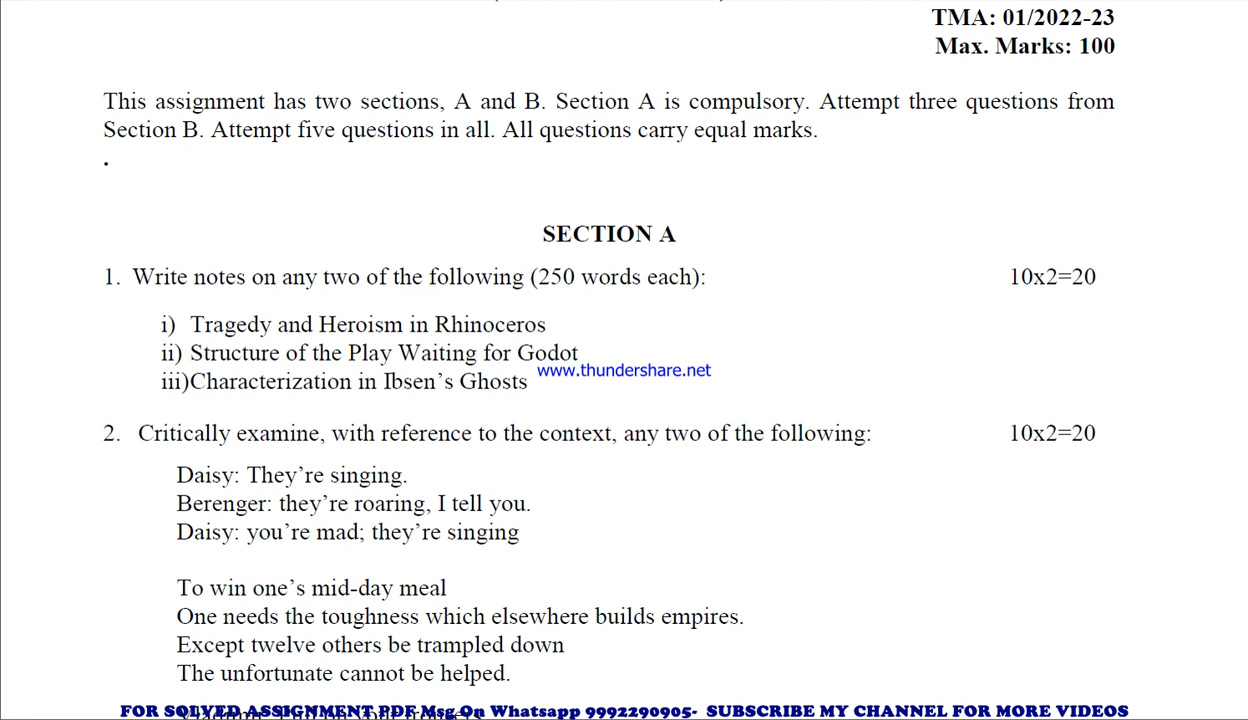 TMA: 01/2022-23
Max. Marks: 100
This assignment has two sections, A and B. Section A is compulsory. Attempt three questions from
Section B. Attempt five questions in all. All questions carry equal marks.
.
SECTION A
1. Write notes on any two of the following (250 words each): 10x2=20
i) Tragedy and Heroism in Rhinoceros
ii) Structure of the Play Waiting for Godot
www.thundershare.net
iii)Characterization in Ibsen's Ghosts
2. Critically examine, with reference to the context, any two of the following: 10x2=20
Daisy: They're singing.
Berenger: they're roaring, I tell you.
Daisy: you're mad; they're singing
To win one's mid-day meal
One needs the toughness which elsewhere builds empires.
Except twelve others be trampled down
The unfortunate cannot be helped.
FOR SOLVED ASSIGNMENT PDF Msg On Whatsapp 9992290905- SUBSCRIBE MY CHANNEL FOR MORE VIDEOS